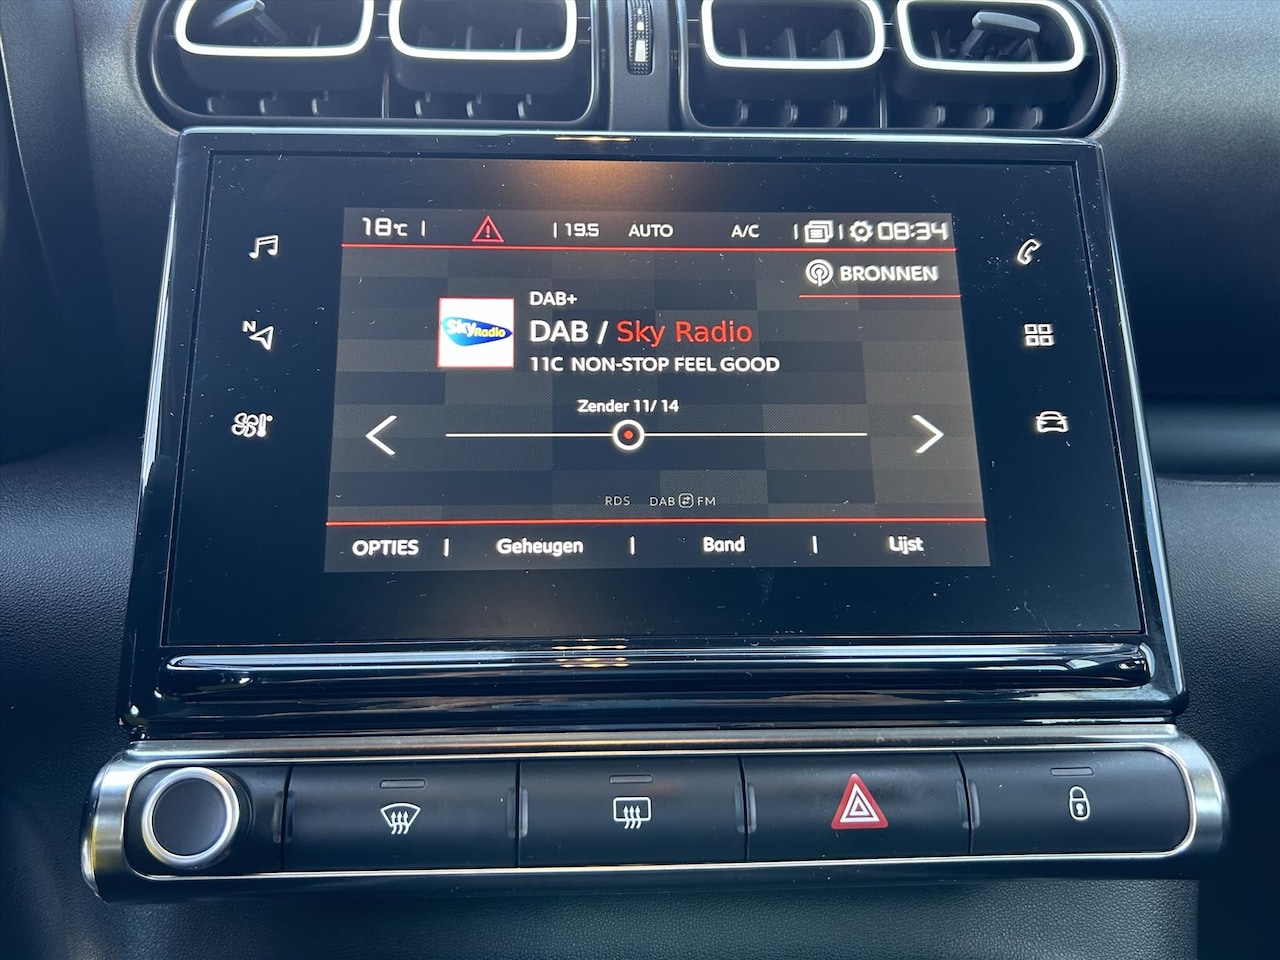 18°C | | 19.5 AUTO A/C | | 08:34
BRONNEN
DAB+
Sky Radio
DAB / Sky Radio
11C NON-STOP FEEL GOOD
Zender 11/ 14
N
RDS DAB FM
OPTIES | Geheugen | Band | Lijst